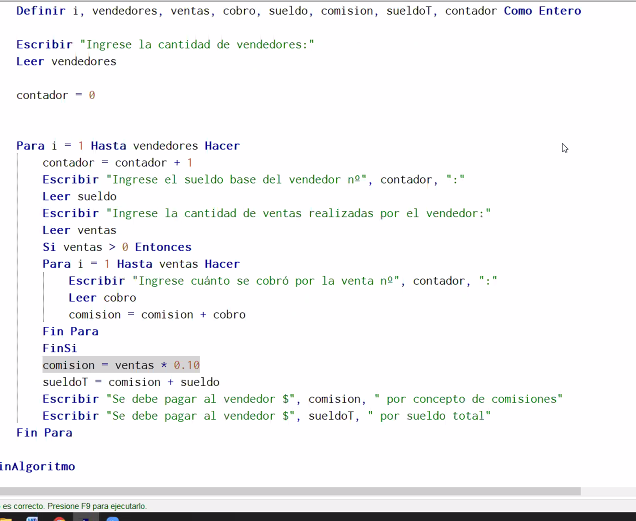 Definir i, vendedores, ventas, cobro, sueldo, comision, sueldoT, contador Como Entero
Escribir "Ingrese la cantidad de vendedores:"
Leer vendedores
contador = 0
Para i = 1 Hasta vendedores Hacer
contador = contador + 1
Escribir "Ingrese el sueldo base del vendedor nº", contador, ":"
Leer sueldo
Escribir "Ingrese la cantidad de ventas realizadas por el vendedor:"
Leer ventas
Si ventas > 0 Entonces
Para i = 1 Hasta ventas Hacer
Escribir "Ingrese cuánto se cobró por la venta nº", contador, ":"
Leer cobro
comision = comision + cobro
Fin Para
FinSi
comision = ventas * 0.10
sueldoT = comision + sueldo
Escribir "Se debe pagar al vendedor $", comision, " por concepto de comisiones"
Escribir "Se debe pagar al vendedor $", sueldoT, " por sueldo total"
Fin Para
inAlgoritmo
es correcto. Presione F9 para ejecutarlo.